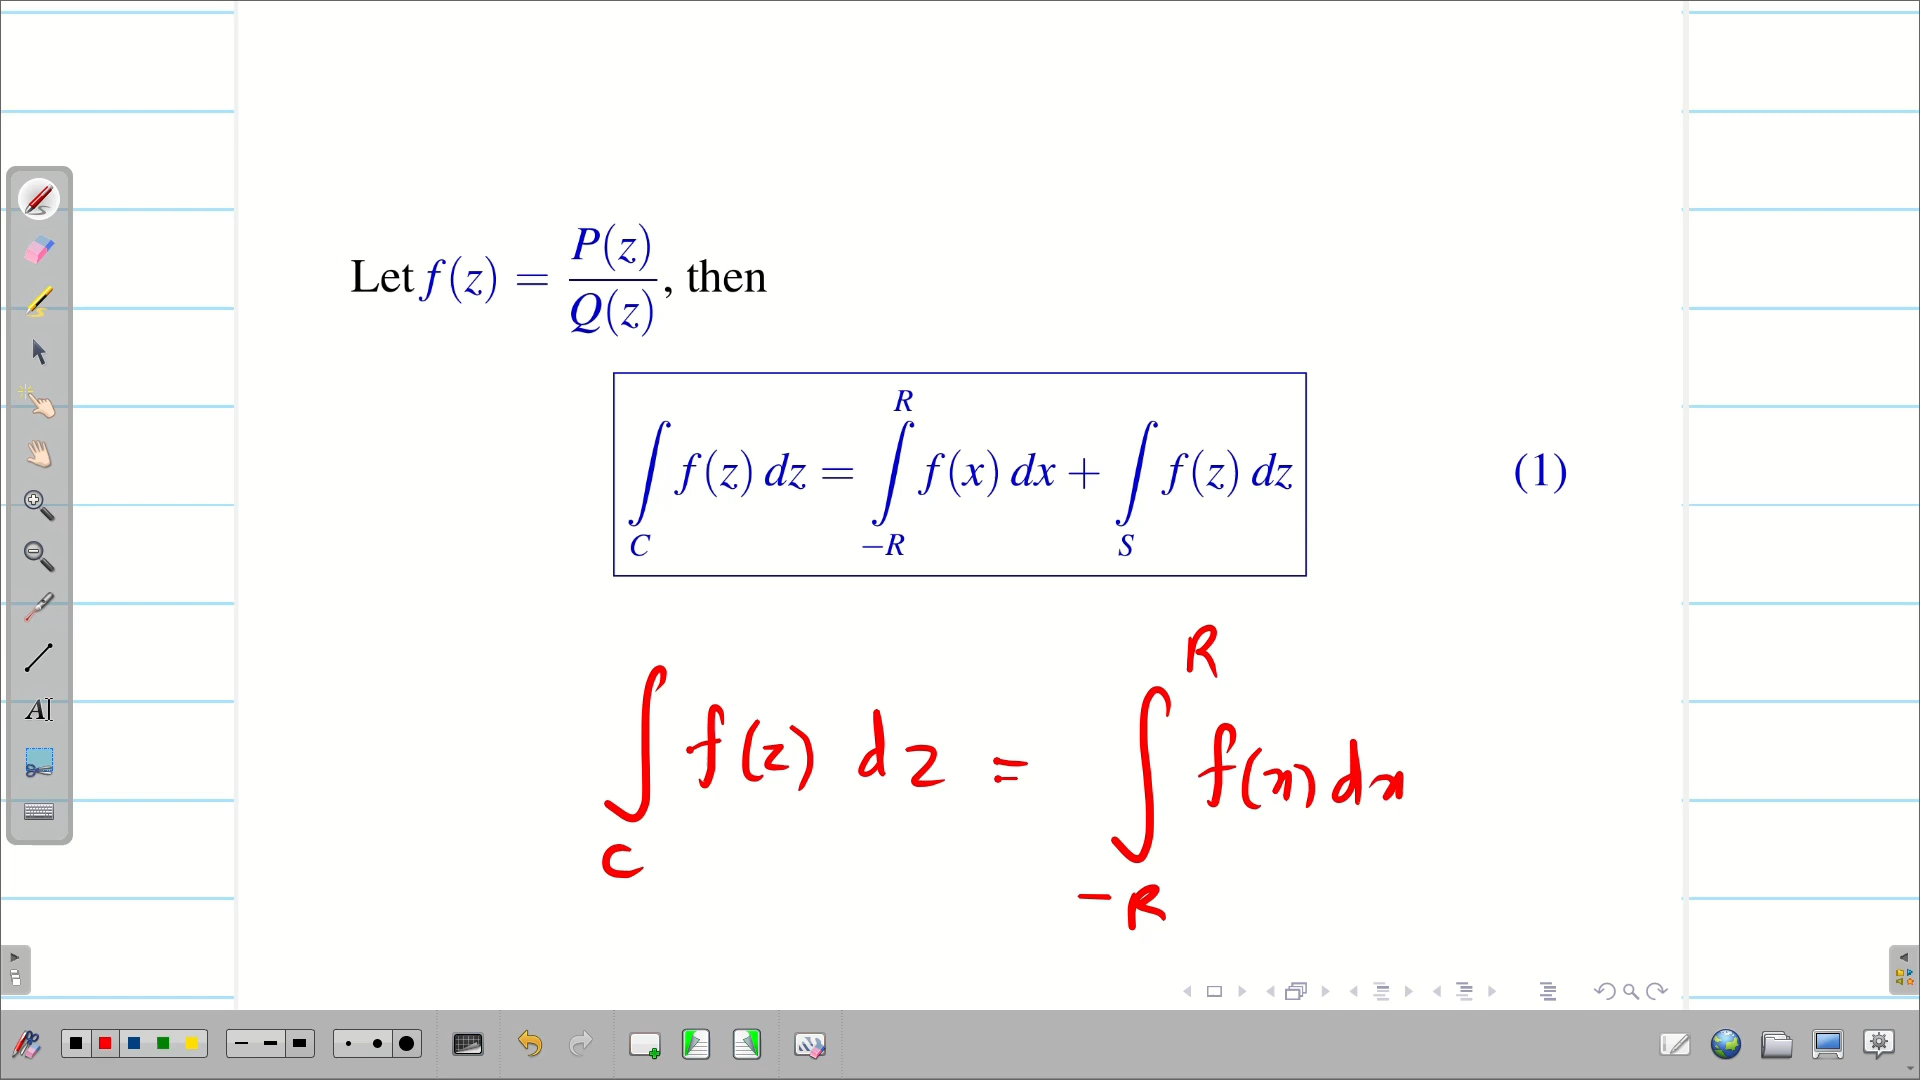 Let f(z) = P(z)/Q(z), then
∫_C f(z) dz = ∫_{-R}^{R} f(x) dx + ∫_S f(z) dz (1)
∫_C f(z) dz = ∫_{-R}^{R} f(x) dx